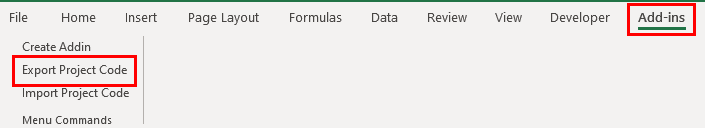 File Home Insert Page Layout Formulas Data Review View Developer Add-ins
Create Addin
Export Project Code
Import Project Code
Menu Commands